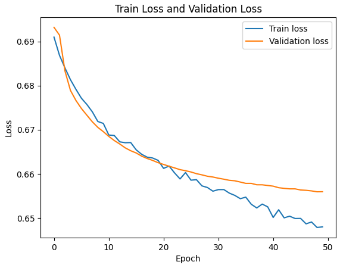 Train Loss and Validation Loss
Train loss
Validation loss
Loss
0.69
0.68
0.67
0.66
0.65
0 10 20 30 40 50
Epoch